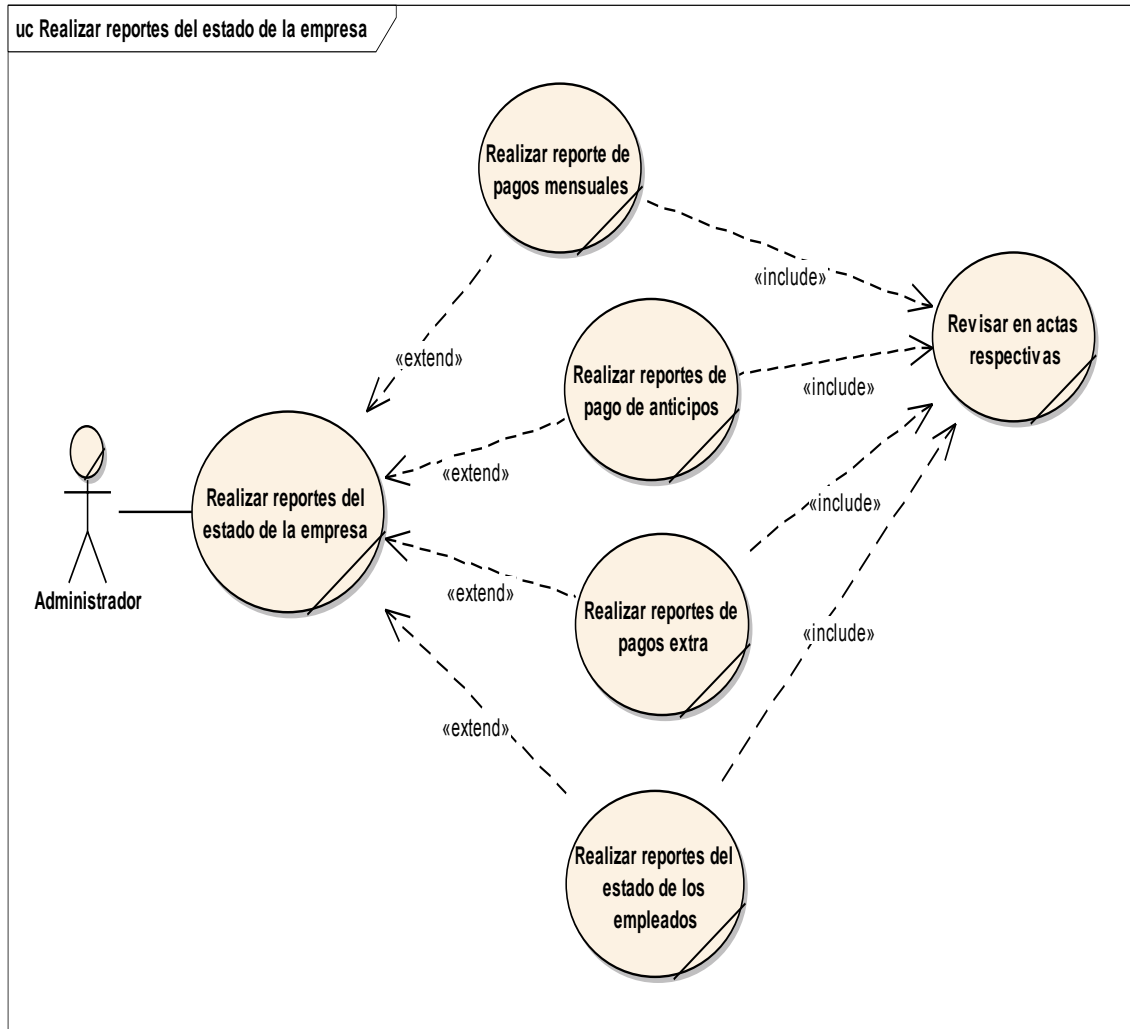 uc Realizar reportes del estado de la empresa
Realizar reporte de
pagos mensuales
«include»
Revisar en actas
respectivas
«extend»
Realizar reportes de
pago de anticipos
«include»
«extend»
Realizar reportes del
estado de la empresa
Administrador
«include»
«extend»
Realizar reportes de
pagos extra
«include»
«extend»
Realizar reportes del
estado de los
empleados